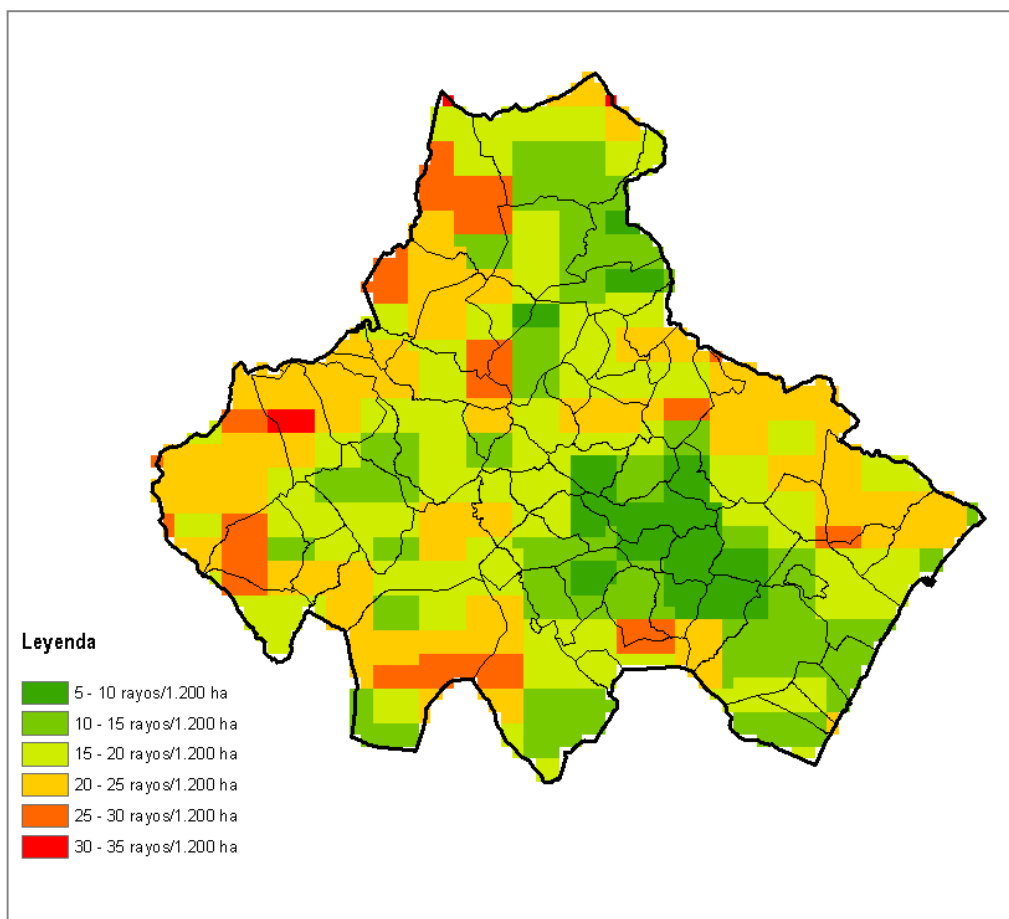 Leyenda
5 - 10 rayos/1.200 ha
10 - 15 rayos/1.200 ha
15 - 20 rayos/1.200 ha
20 - 25 rayos/1.200 ha
25 - 30 rayos/1.200 ha
30 - 35 rayos/1.200 ha